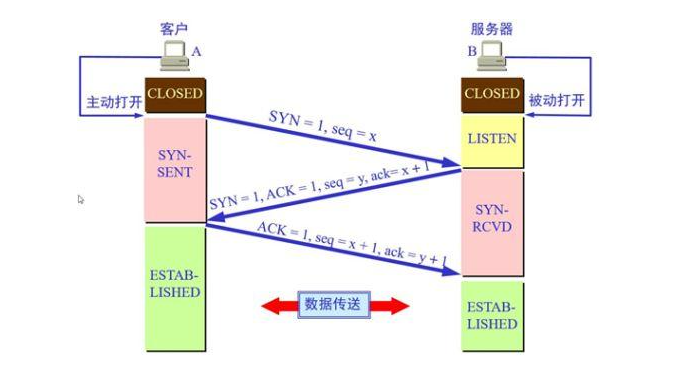 客户
A
服务器
B
主动打开
CLOSED
CLOSED
被动打开
SYN = 1, seq = x
LISTEN
SYN-
SENT
SYN = 1, ACK = 1, seq = y, ack= x + 1
SYN-
RCVD
ACK = 1, seq = x + 1, ack = y + 1
ESTAB-
LISHED
数据传送
ESTAB-
LISHED